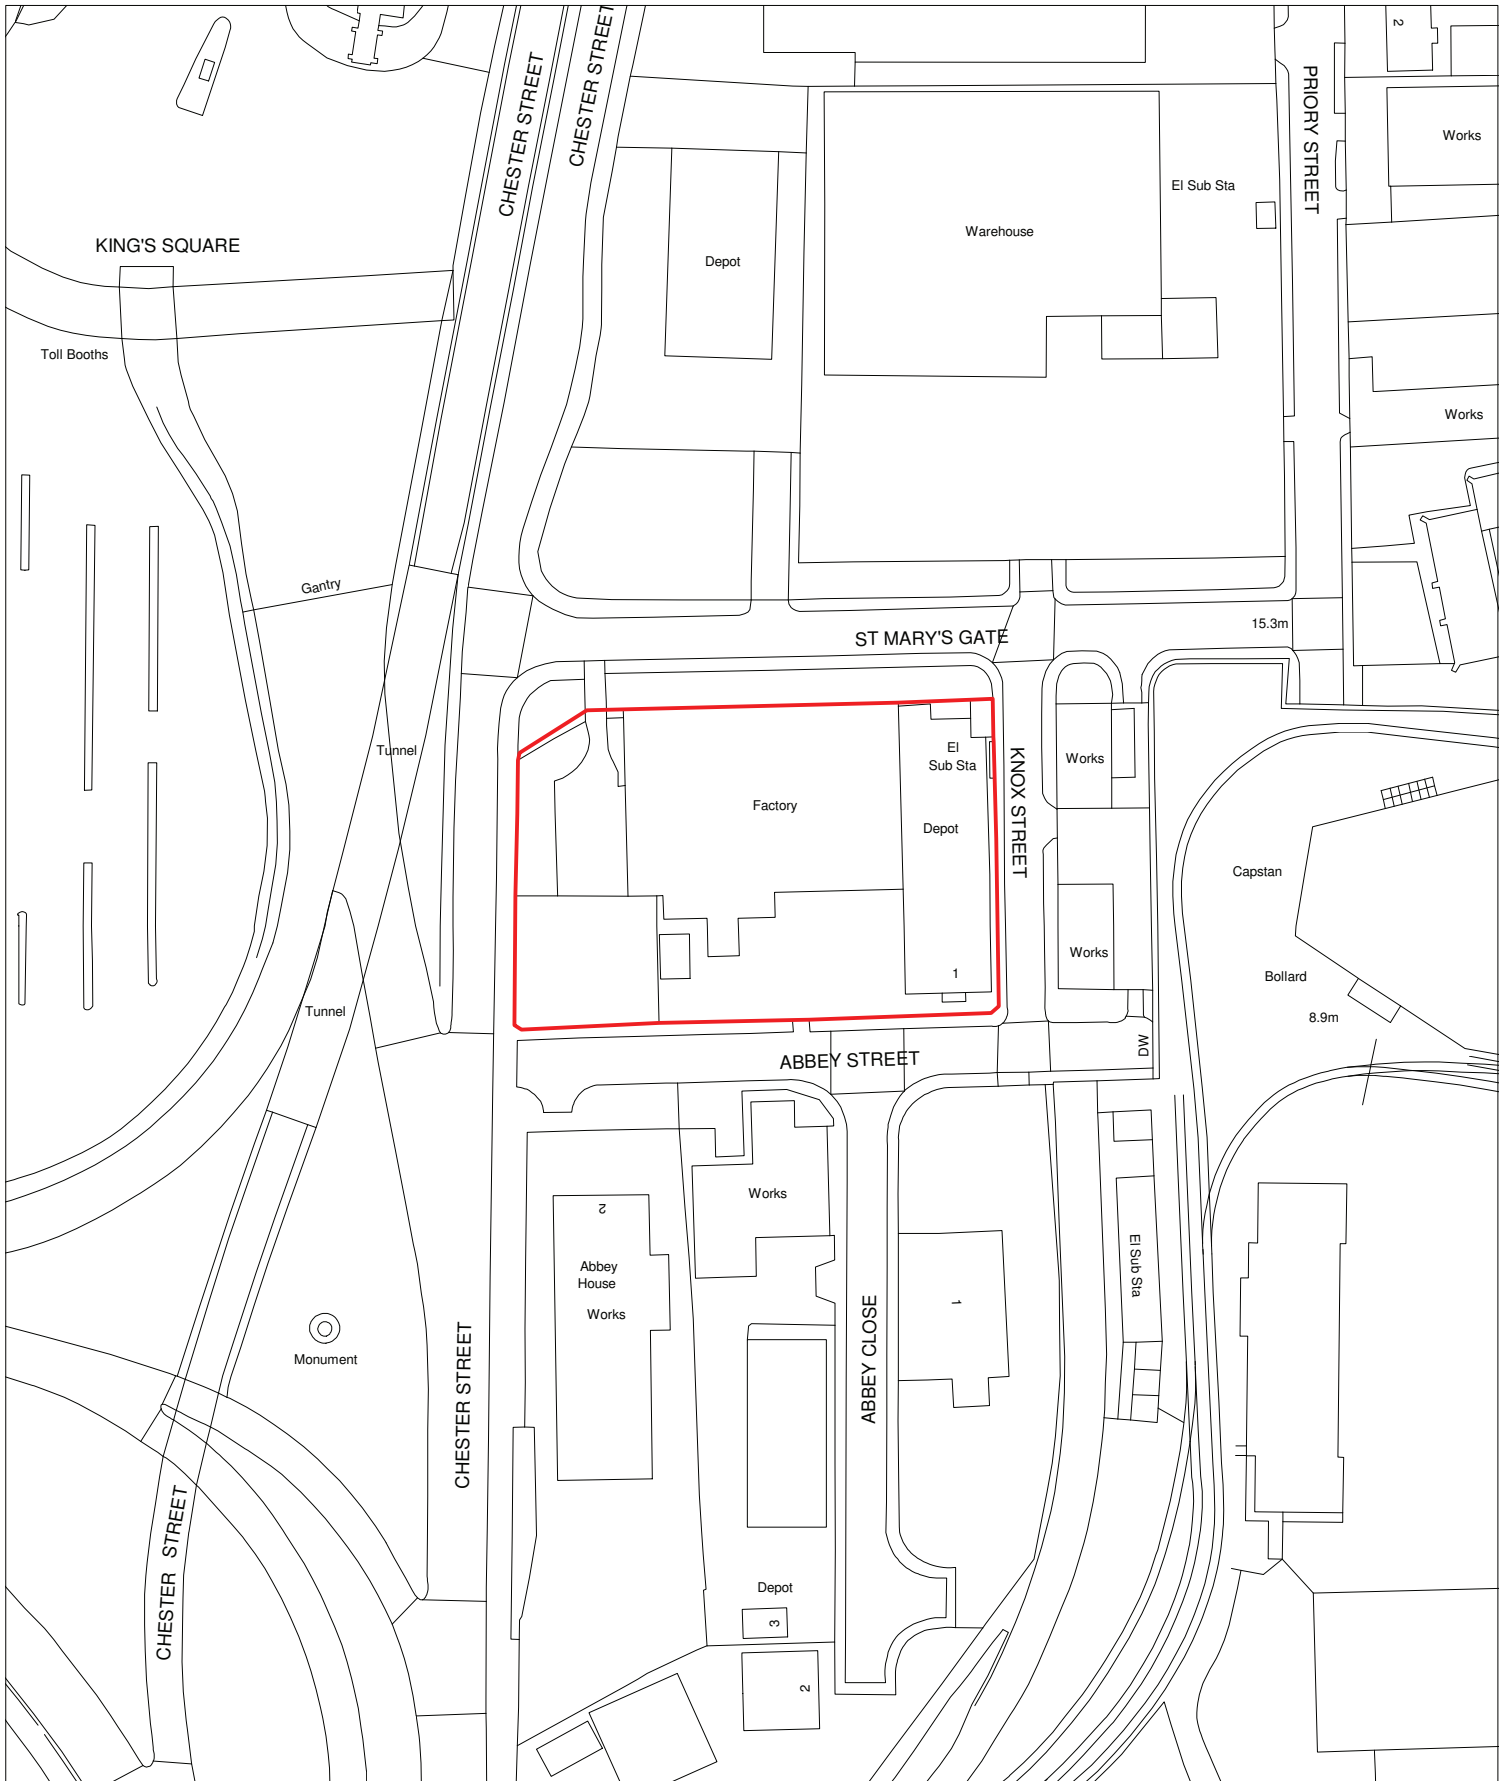 2
CHESTER STREET
CHESTER STREET
PRIORY STREET
Works
El Sub Sta
Warehouse
KING'S SQUARE
Depot
Toll Booths
Works
Gantry
ST MARY'S GATE
15.3m
Tunnel
El
Sub Sta
KNOX STREET
Works
Factory
Depot
Capstan
Works
1
Bollard
Tunnel
8.9m
DMD
ABBEY STREET
Works
2
El Sub Sta
Abbey
House
Works
1
Monument
ABBEY CLOSE
CHESTER STREET
CHESTER STREET
Depot
3
2